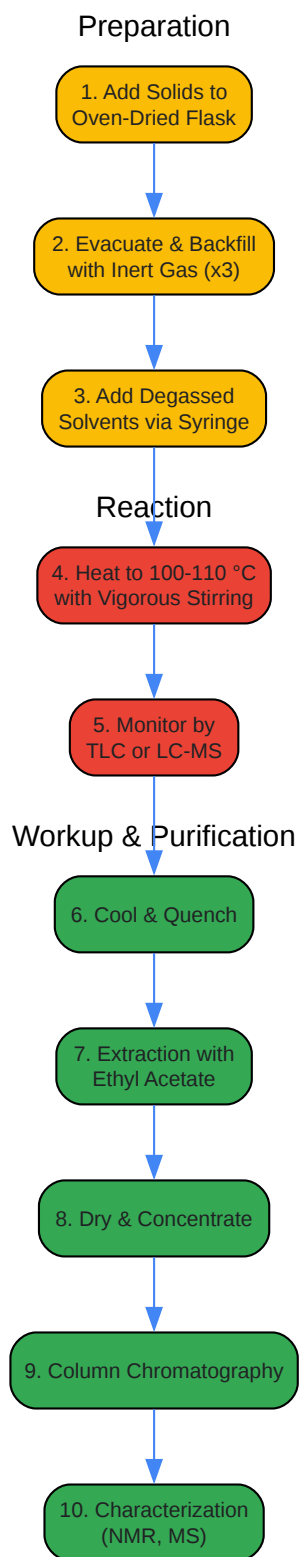 Preparation
1. Add Solids to
Oven-Dried Flask
2. Evacuate & Backfill
with Inert Gas (x3)
3. Add Degassed
Solvents via Syringe
Reaction
4. Heat to 100-110 °C
with Vigorous Stirring
5. Monitor by
TLC or LC-MS
Workup & Purification
6. Cool & Quench
7. Extraction with
Ethyl Acetate
8. Dry & Concentrate
9. Column Chromatography
10. Characterization
(NMR, MS)